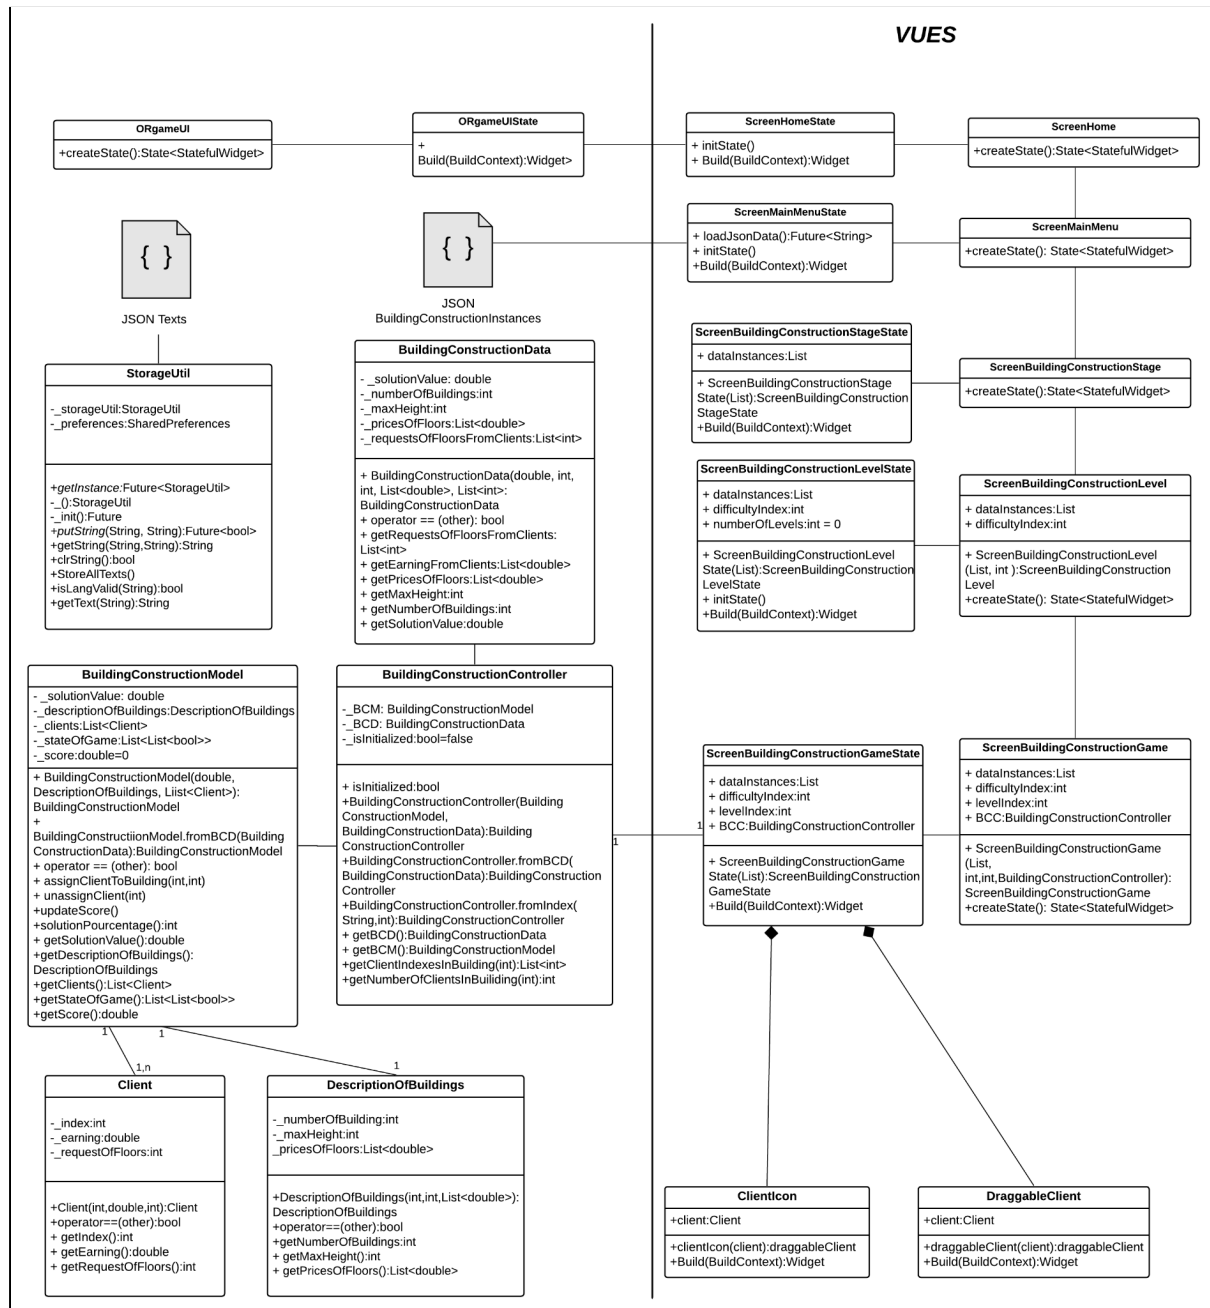 VUES
ORgameUI
+createState():State<StatefulWidget>
ORgameUIState
+
Build(BuildContext):Widget>
ScreenHomeState
+ initState()
+ Build(BuildContext):Widget
ScreenHome
+createState():State<StatefulWidget>
{ }
JSON Texts
{ }
JSON
BuildingConstructionInstances
ScreenMainMenuState
+ loadJsonData():Future<String>
+ initState()
+Build(BuildContext):Widget
ScreenMainMenu
+createState(): State<StatefulWidget>
StorageUtil
-_storageUtil:StorageUtil
-_preferences:SharedPreferences
+getInstance:Future<StorageUtil>
-_():StorageUtil
-_init():Future
+putString(String, String):Future<bool>
+getString(String,String):String
+clrString():bool
+StoreAllTexts()
+isLangValid(String):bool
+getText(String):String
BuildingConstructionData
- _solutionValue: double
-_numberOfBuildings:int
-_maxHeight:int
-_pricesOfFloors:List<double>
-_requestsOfFloorsFromClients:List<int>
+ BuildingConstructionData(double, int,
int, List<double>, List<int>:
BuildingConstructionData
+ operator == (other): bool
+ getRequestsOfFloorsFromClients:
List<int>
+ getEarningFromClients:List<double>
+ getPricesOfFloors:List<double>
+ getMaxHeight:int
+ getNumberOfBuildings:int
+ getSolutionValue:double
ScreenBuildingConstructionStageState
+ dataInstances:List
+ ScreenBuildingConstructionStage
State(List):ScreenBuildingConstruction
StageState
+Build(BuildContext):Widget
ScreenBuildingConstructionStage
+createState():State<StatefulWidget>
ScreenBuildingConstructionLevelState
+ dataInstances:List
+ difficultyIndex:int
+ numberOfLevels:int = 0
+ ScreenBuildingConstructionLevel
State(List):ScreenBuildingConstruction
LevelState
+ initState()
+Build(BuildContext):Widget
ScreenBuildingConstructionLevel
+ dataInstances:List
+ difficultyIndex:int
+ ScreenBuildingConstructionLevel
(List, int ):ScreenBuildingConstruction
Level
+createState(): State<StatefulWidget>
BuildingConstructionModel
- _solutionValue: double
-_descriptionOfBuildings:DescriptionOfBuildings
-_clients:List<Client>
-_stateOfGame:List<List<bool>>
-_score:double=0
+ BuildingConstructionModel(double,
DescriptionOfBuildings, Liist<Client>):
BuildingConstructionModel
+
BuildingConstructiionModel.fromBCD(Building
ConstructionData):BuildingConstructionModel
+ operator == (other): bool
+ assignClientToBuilding(int,int)
+ unassignClient(int)
+updateScore()
+solutionPourcentage():int
+ getSolutionValue():double
+getDescriptionOfBuildings():
DescriptionOfBuildings
+getClients():List<Client>
+getStateOfGame():List<List<bool>>
+getScore():double
BuildingConstructionController
-_BCM: BuildingConstructionModel
-_BCD: BuildingConstructionData
-_isInitialized:bool=false
+ isInitialized:bool
+BuildingConstructionController(Building
ConstructionModel,
BuildingConstructionData):Building
ConstructionController
+BuildingConstructionController.fromBCD(
BuildingConstructionData):BuildingConstruction
Controller
+BuildingConstructionController.fromIndex(
String,int):BuildingConstructionController
+ getBCD():BuildingConstructionData
+ getBCM():BuildingConstructionModel
+getClientIndexesInBuilding(int):List<int>
+getNumberOfClientsInBuiliding(int):int
1
1
ScreenBuildingConstructionGameState
+ dataInstances:List
+ difficultyIndex:int
+ levelIndex:int
+ BCC:BuildingConstructionController
+ ScreenBuildingConstructionGame
State(List):ScreenBuildingConstruction
GameState
+Build(BuildContext):Widget
ScreenBuildingConstructionGame
+ dataInstances:List
+ difficultyIndex:int
+ levelIndex:int
+ BCC:BuildingConstructionController
+ ScreenBuildingConstructionGame
(List,
int,int,BuildingConstructionController):
ScreenBuildingConstructionGame
+createState(): State<StatefulWidget>
1
1
1,n
1
Client
-_index:int
-_earning:double
-_requestOfFloors:int
+Client(int,double,int):Client
+operator==(other):bool
+ getIndex():int
+ getEarning():double
+ getRequestOfFloors():int
DescriptionOfBuildings
-_numberOfBuilding:int
-_maxHeight:int
_pricesOfFloors:List<double>
+DescriptionOfBuildings(int,int,List<double>):
DescriptionOfBuildings
+operator==(other):bool
+getNumberOfBuildings:int
+ getMaxHeight():int
+ getPricesOfFloors():List<double>
ClientIcon
+client:Client
+clientIcon(client):draggableClient
+Build(BuildContext):Widget
DraggableClient
+client:Client
+draggableClient(client):draggableClient
+Build(BuildContext):Widget